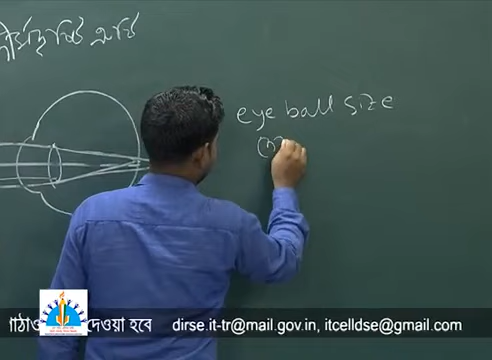 দীর্ঘদৃষ্টি
eye ball size
পাঠাও
দেওয়া হবে dirse.it-tr@mail.gov.in, itcelldse@gmail.com